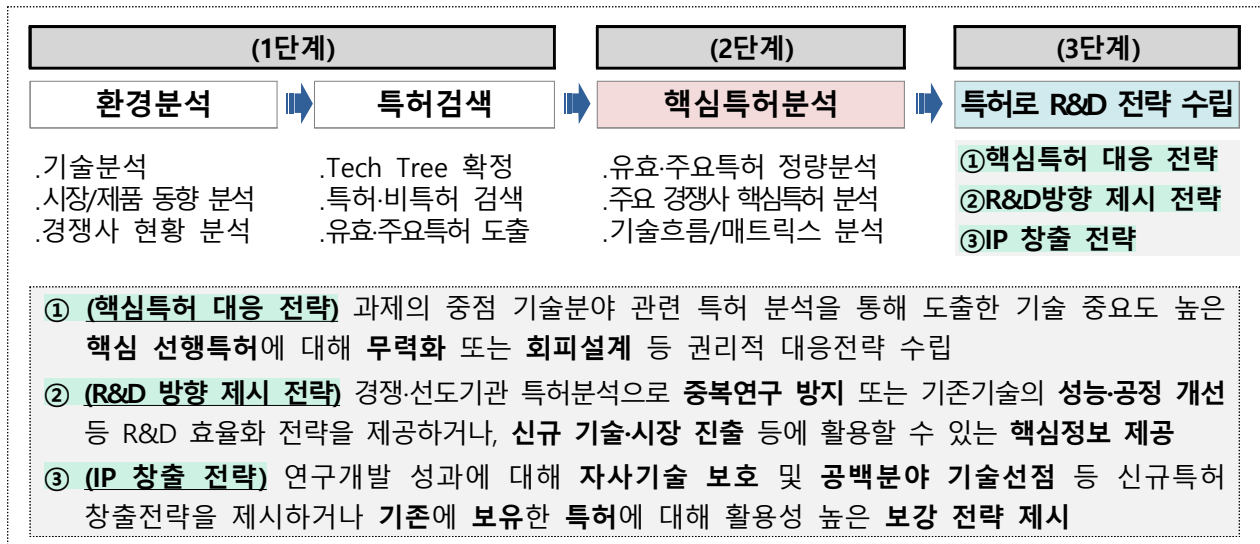 (1단계) (2단계) (3단계)
환경분석 특허검색 핵심특허분석 특허로 R&D 전략 수립
.기술분석
.시장/제품 동향 분석
.경쟁사 현황 분석
.Tech Tree 확정
.특허·비특허 검색
.유효·주요특허 도출
.유효·주요특허 정량분석
.주요 경쟁사 핵심특허 분석
.기술흐름/매트릭스 분석
①핵심특허 대응 전략
②R&D방향 제시 전략
③IP 창출 전략
① (핵심특허 대응 전략) 과제의 중점 기술분야 관련 특허 분석을 통해 도출한 기술 중요도 높은
핵심 선행특허에 대해 무력화 또는 회피설계 등 권리적 대응전략 수립
② (R&D 방향 제시 전략) 경쟁·선도기관 특허분석으로 중복연구 방지 또는 기존기술의 성능·공정 개선
등 R&D 효율화 전략을 제공하거나, 신규 기술·시장 진출 등에 활용할 수 있는 핵심정보 제공
③ (IP 창출 전략) 연구개발 성과에 대해 자사기술 보호 및 공백분야 기술선점 등 신규특허
창출전략을 제시하거나 기존에 보유한 특허에 대해 활용성 높은 보강 전략 제시